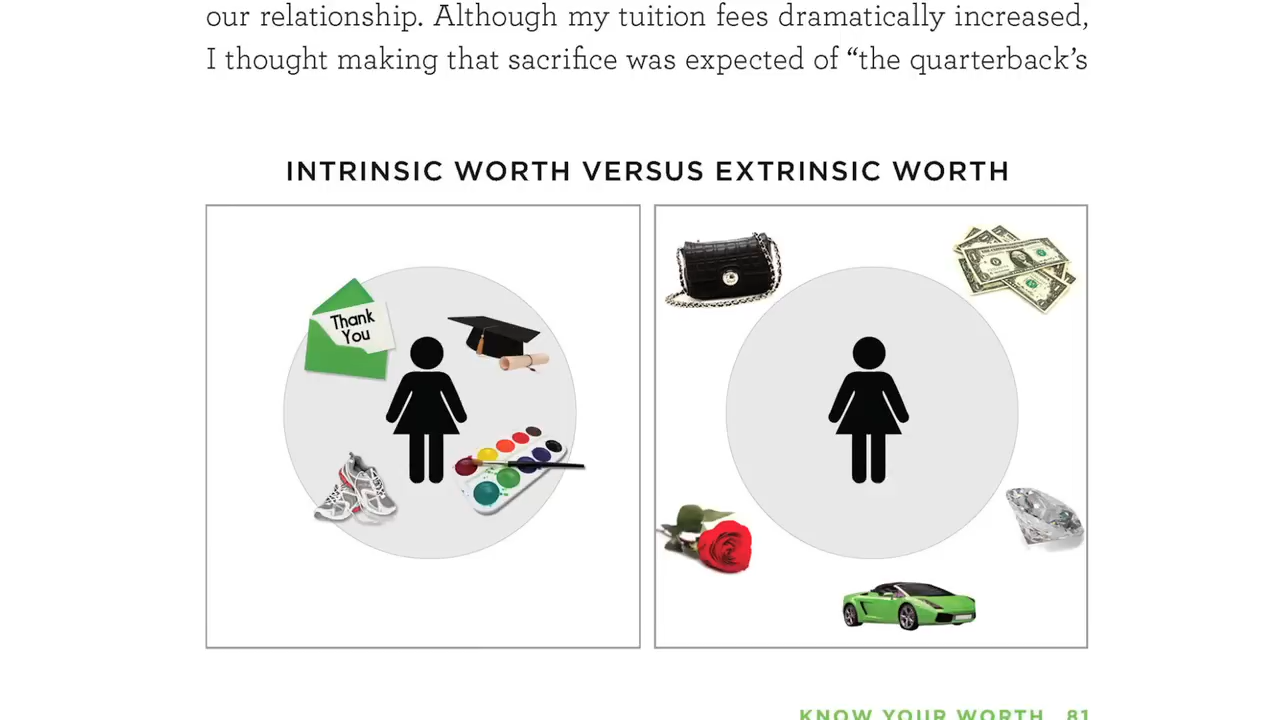 our relationship. Although my tuition fees dramatically increased,
I thought making that sacrifice was expected of “the quarterback’s
INTRINSIC WORTH VERSUS EXTRINSIC WORTH
Thank
You
KNOW YOUR WORTH 81